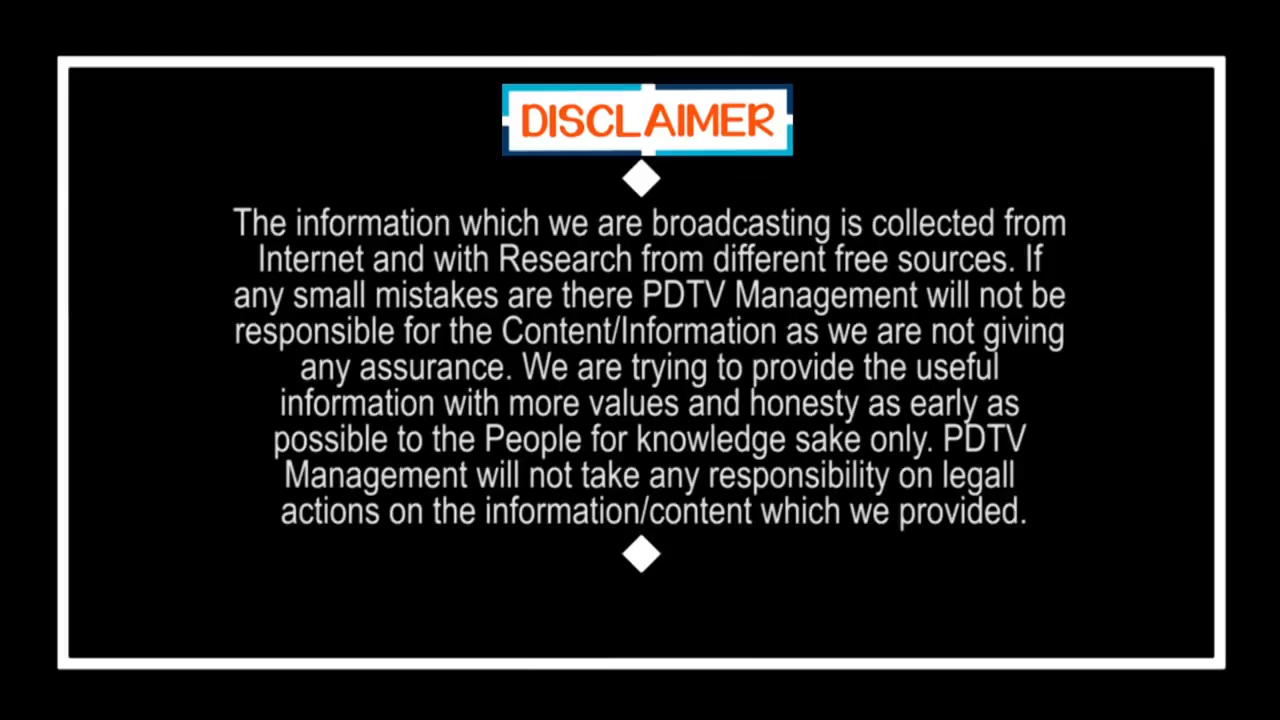 DISCLAIMER
The information which we are broadcasting is collected from
Internet and with Research from different free sources. If
any small mistakes are there PDTV Management will not be
responsible for the Content/Information as we are not giving
any assurance. We are trying to provide the useful
information with more values and honesty as early as
possible to the People for knowledge sake only. PDTV
Management will not take any responsibility on legall
actions on the information/content which we provided.